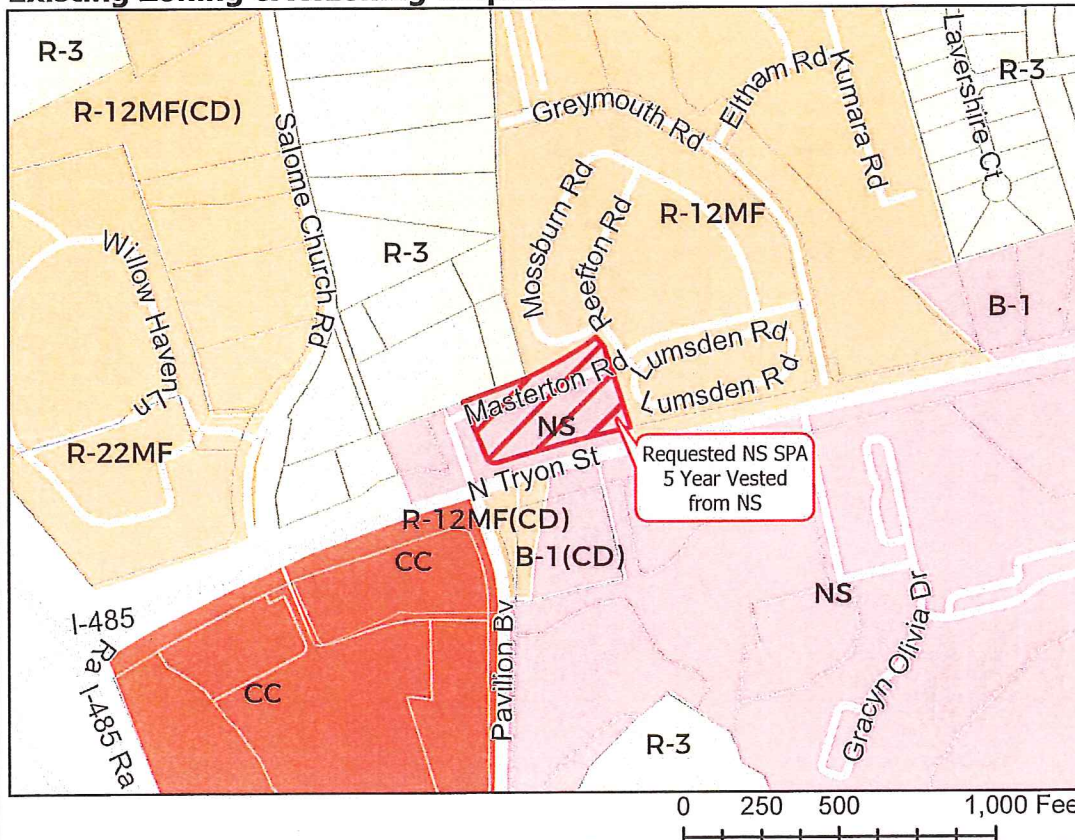 R-3
R-12MF(CD)
Salome Church Rd
Greymouth Rd
Eltham Rd
Kumara Rd
Lavershire Ct
R-3
Willow Haven Ln
R-3
Mossburn Rd
Reefton Rd
R-12MF
B-1
Lumsden Rd
Lumsden Rd
Masterton Rd
NS
R-22MF
N Tryon St
Requested NS SPA
5 Year Vested
from NS
R-12MF(CD)
CC
B-1(CD)
NS
I-485
Ra
I-485 Ra
CC
Pavilion Bv
Gracyn Olivia Dr
R-3
0 250 500 1,000 Fee